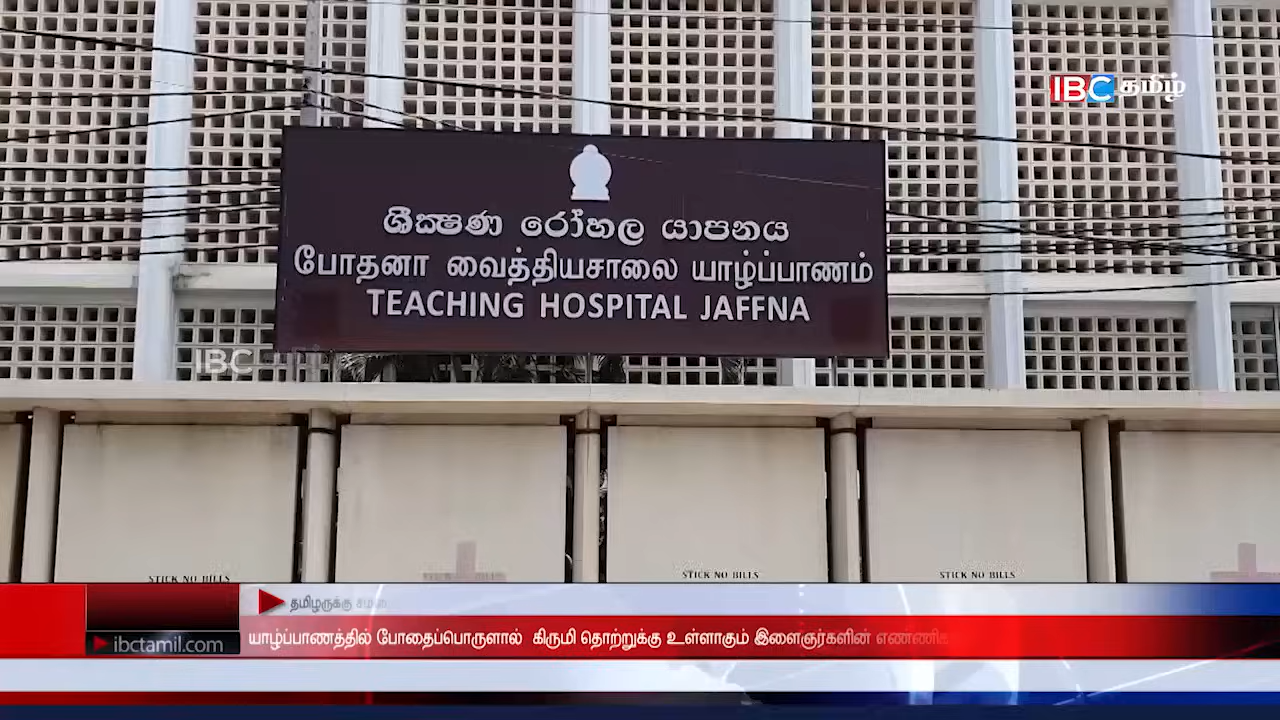 IBC தமிழ்
ශික්ෂණ රෝහල යාපනය
போதனா வைத்தியசாலை யாழ்ப்பாணம்
TEACHING HOSPITAL JAFFNA
IBC
STICK NO BILLS
STICK NO BILLS
STICK NO BILLS
தமிழருக்கு
ibctamil.com
யாழ்ப்பாணத்தில் போதைப்பொருளால் கிருமி தொற்றுக்கு உள்ளாகும் இளைஞர்களின்